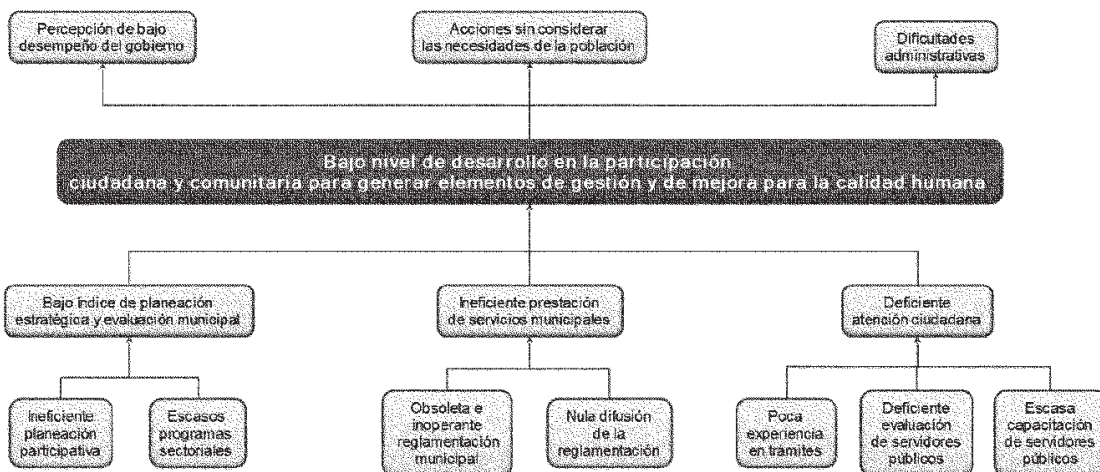 Percepción de bajo
desempeño del gobierno
Acciones sin considerar
las necesidades de la población
Dificultades
administrativas
Bajo nivel de desarrollo en la participación
ciudadana y comunitaria para generar elementos de gestión y de mejora para la calidad humana
Bajo índice de planeación
estratégica y evaluación municipal
Ineficiente prestación
de servicios municipales
Deficiente
atención ciudadana
Ineficiente
planeación
participativa
Escasos
programas
sectoriales
Obsoleta e
inoperante
reglamentación
municipal
Nula difusión
de la
reglamentación
Poca
experiencia
en tramites
Deficiente
evaluación
de servidores
públicos
Escasa
capacitación
de servidores
públicos